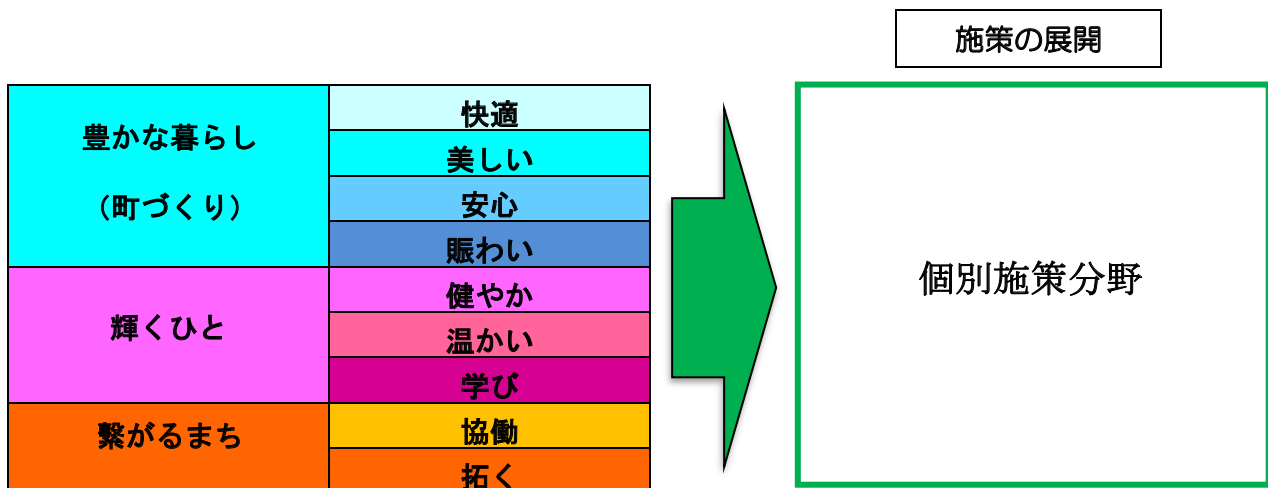 施策の展開
豊かな暮らし
（町づくり）
快適
美しい
安心
賑わい
輝くひと
健やか
温かい
学び
繋がるまち
協働
拓く
個別施策分野